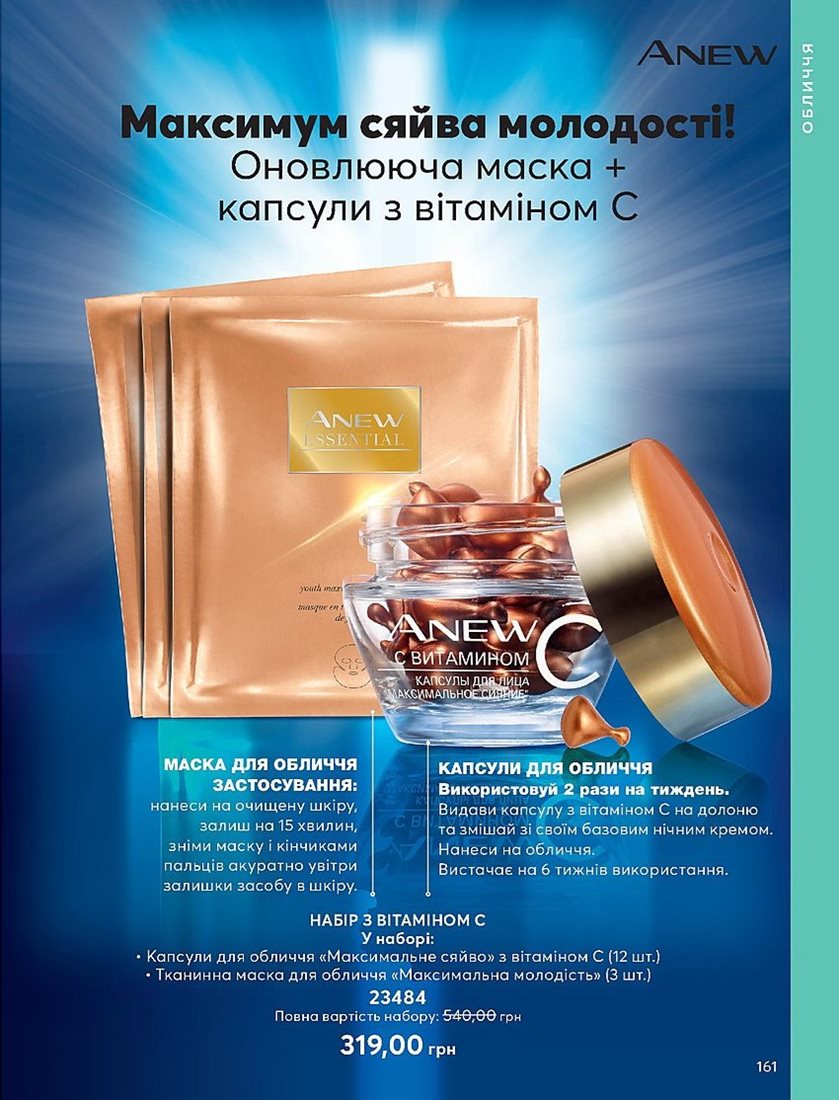 ANEW
ОБЛИЧЧЯ
Максимум сяйва молодості!
Оновлююча маска +
капсули з вітаміном С
ANEW
ESSENTIAL
youth max
masque en
ANEW
С ВИТАМИНОМ C
КАПСУЛЫ ДЛЯ ЛИЦА
"МАКСИМАЛЬНОЕ СИЯНИЕ"
МАСКА ДЛЯ ОБЛИЧЧЯ
ЗАСТОСУВАННЯ:
нанеси на очищену шкіру,
залиш на 15 хвилин,
зніми маску і кінчиками
пальців акуратно увітри
залишки засобу в шкіру.
КАПСУЛИ ДЛЯ ОБЛИЧЧЯ
Використовуй 2 рази на тиждень.
Видави капсулу з вітаміном С на долоню
та змішай зі своїм базовим нічним кремом.
Нанеси на обличчя.
Вистачає на 6 тижнів використання.
НАБІР З ВІТАМІНОМ С
У наборі:
• Капсули для обличчя «Максимальне сяйво» з вітаміном С (12 шт.)
• Тканинна маска для обличчя «Максимальна молодість» (3 шт.)
23484
Повна вартість набору: 540,00 грн
319,00 грн
161